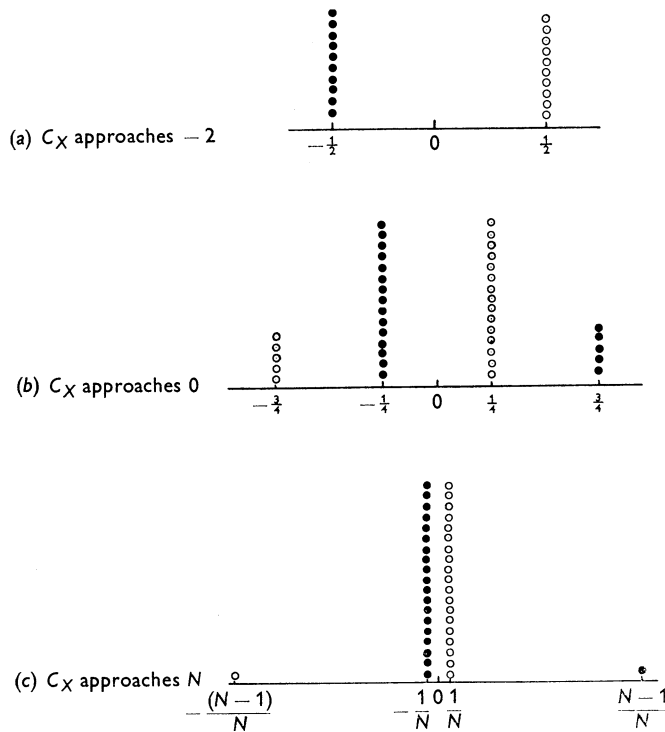 (a) C_X approaches − 2
−1/2 0 1/2
(b) C_X approaches 0
−3/4 −1/4 0 1/4 3/4
(c) C_X approaches N
−(N − 1)/N −1/N 0 1/N N − 1/N